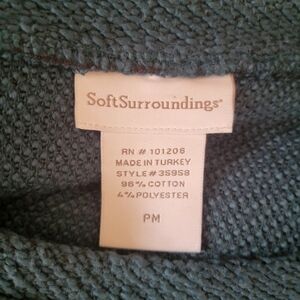 SoftSurroundings®
RN # 101206
MADE IN TURKEY
STYLE # 35958
96% COTTON
4% POLYESTER
PM